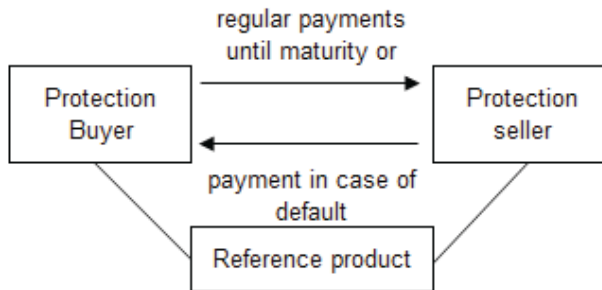 regular payments
until maturity or
Protection
Buyer
Protection
seller
payment in case of
default
Reference product